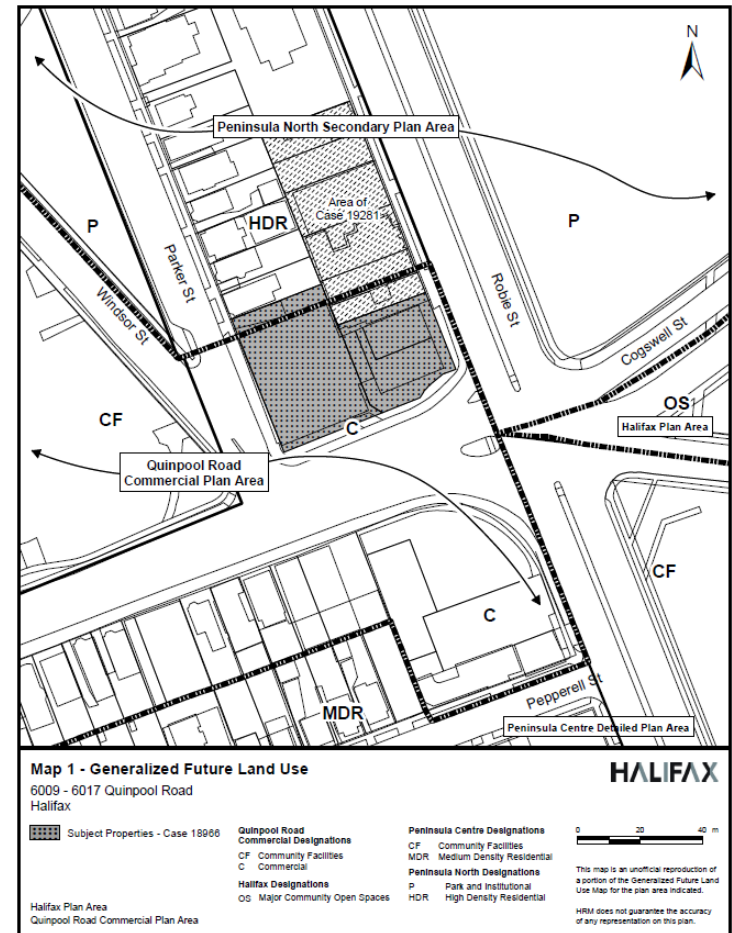 N
Peninsula North Secondary Plan Area
Area of
Case 19281
HDR
P
P
Parker St
Windsor St
Robie St
Cogswell St
OS
Halifax Plan Area
CF
C
Quinpool Road
Commercial Plan Area
CF
C
Pepperell St
MDR
Peninsula Centre Detailed Plan Area
Map 1 - Generalized Future Land Use
6009 - 6017 Quinpool Road
Halifax
HALIFAX
Subject Properties - Case 18966
Quinpool Road
Commercial Designations
CF Community Facilities
C Commercial
Halifax Designations
OS Major Community Open Spaces
Peninsula Centre Designations
CF Community Facilities
MDR Medium Density Residential
Peninsula North Designations
P Park and Institutional
HDR High Density Residential
0 20 40 m
This map is an unofficial reproduction of
a portion of the Generalized Future Land
Use Map for the plan area indicated.
HRM does not guarantee the accuracy
of any representation on this plan.
Halifax Plan Area
Quinpool Road Commercial Plan Area